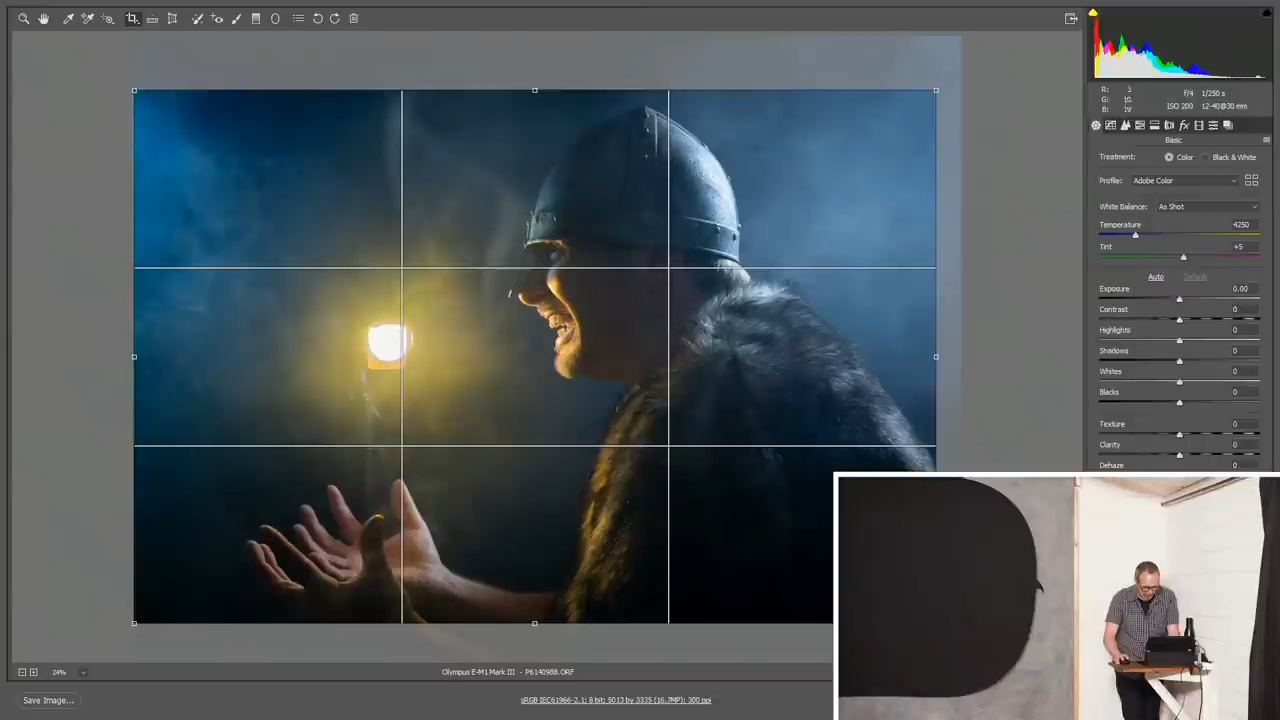 R: 3
G: 10
B: 19
f/4 1/250 s
ISO 200 12-40@30 mm
Basic
Treatment: Color Black & White
Profile: Adobe Color
White Balance: As Shot
Temperature 4250
Tint +5
Auto Default
Exposure 0.00
Contrast 0
Highlights 0
Shadows 0
Whites 0
Blacks 0
Texture 0
Clarity 0
Dehaze 0
24%
Olympus E-M1 Mark III - P6140988.ORF
Save Image...
sRGB IEC61966-2.1; 8 bit; 5013 by 3335 (16.7MP); 300 ppi